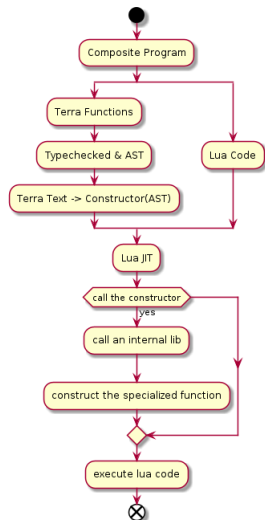 Composite Program
Terra Functions
Typechecked & AST
Lua Code
Terra Text -> Constructor(AST)
Lua JIT
call the constructor
yes
call an internal lib
construct the specialized function
execute lua code